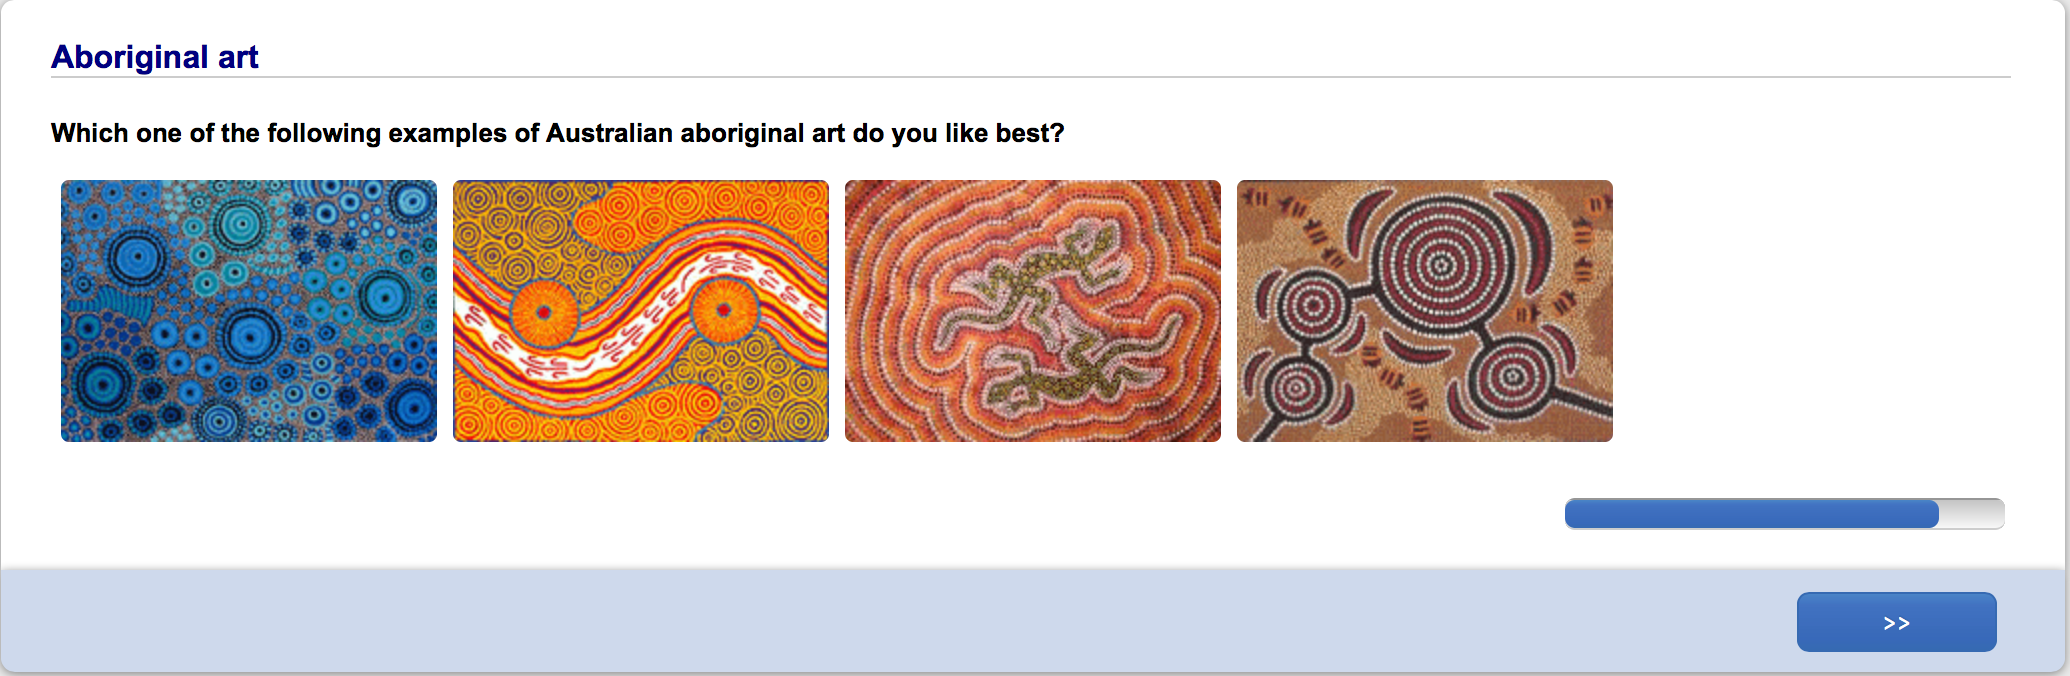 Aboriginal art
Which one of the following examples of Australian aboriginal art do you like best?
>>